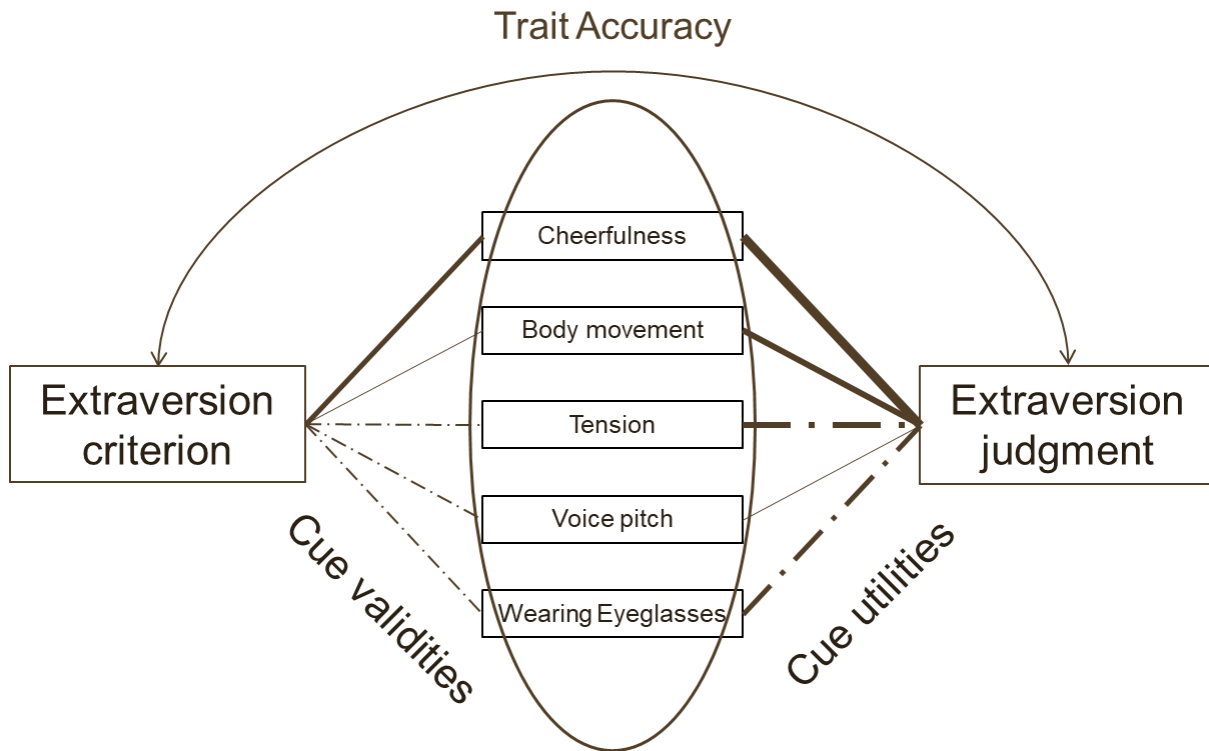 Trait Accuracy
Cheerfulness
Body movement
Extraversion
criterion
Tension
Extraversion
judgment
Voice pitch
Wearing Eyeglasses
Cue validities
Cue utilities